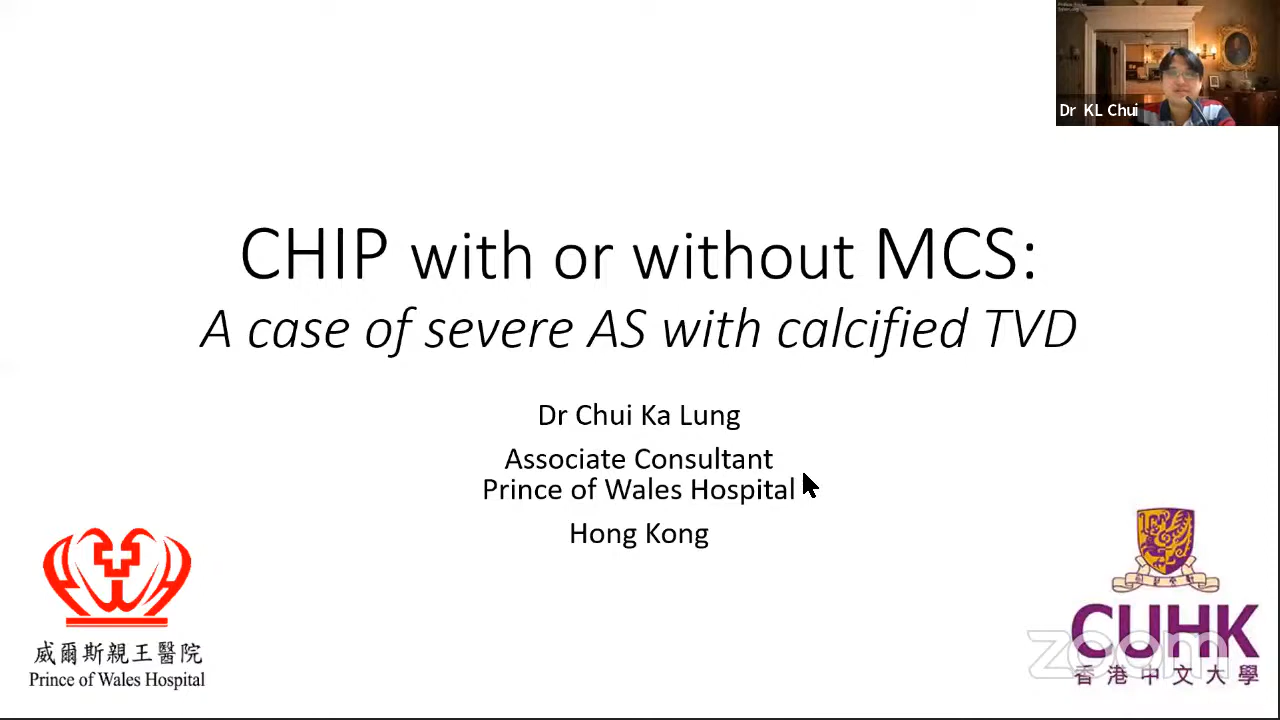 Dr KL Chui
CHIP with or without MCS:
A case of severe AS with calcified TVD
Dr Chui Ka Lung
Associate Consultant
Prince of Wales Hospital
Hong Kong
威爾斯親王醫院
Prince of Wales Hospital
CUHK
香港中文大學
zoom